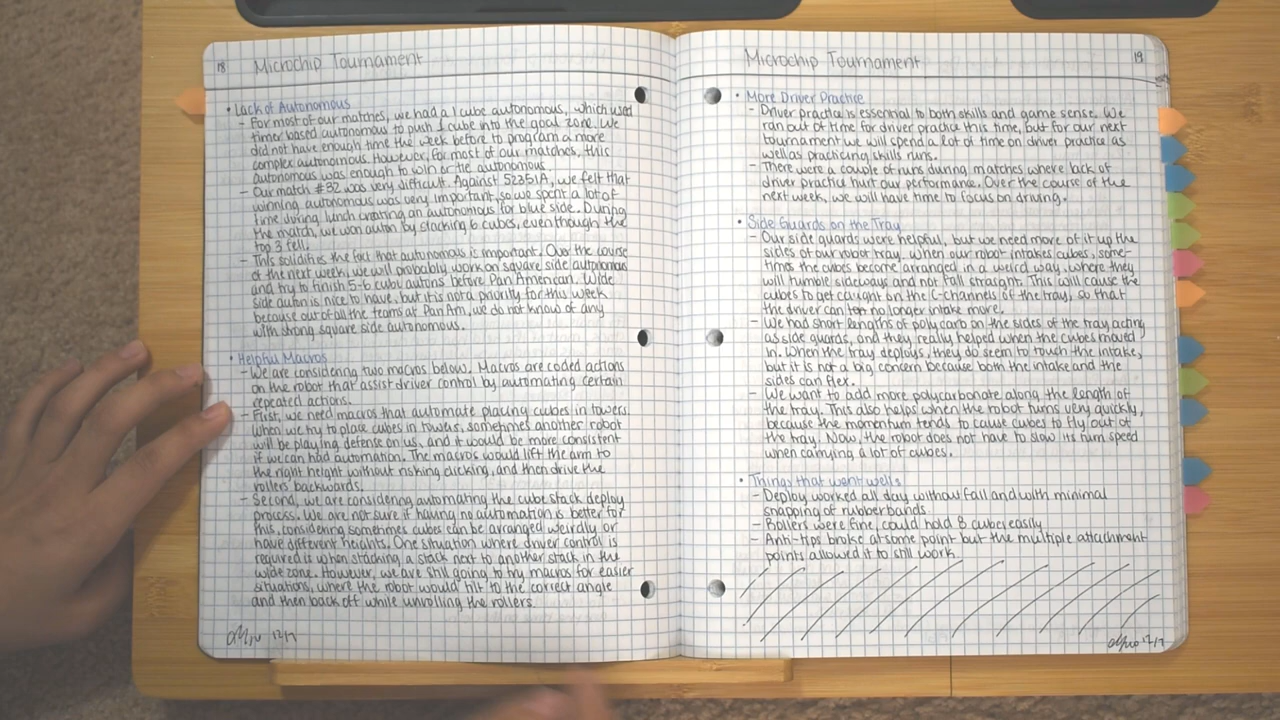 18 Microchip Tournament
• Lack of Autonomous
- For most of our matches, we had a 1 cube autonomous, which used
timer based autonomous to push 1 cube into the goal zone. We
did not have enough time the week before to program a more
complex autonomous. However, for most of our matches, this
autonomous was enough to win or tie autonomous.
- Our match #32 was very difficult. Against 52351A, we felt that
winning autonomous was very important, so we spent a lot of
time during lunch creating an autonomous for blue side. During
the match, we won auton by stacking 6 cubes, even though the
top 3 fell.
- This solidifies the fact that autonomous is important. Over the course
of the next week, we will probably work on square side autonomous
and try to finish 5-6 cube autons before Pan American. Wide
side auton is nice to have, but it is not a priority for this week
because out of all the teams at Pan Am, we do not know of any
with strong square side autonomous.
• Helpful Macros
- We are considering two macros below. Macros are coded actions
on the robot that assist driver control by automating certain
repeated actions.
- First, we need macros that automate placing cubes in towers.
When we try to place cubes in towers, sometimes another robot
will be playing defense on us, and it would be more consistent
if we can had automation. The macros would lift the arm to
the right height without risking clicking, and then drive the
rollers backwards.
- Second, we are considering automating the cube stack deploy
process. We are not sure if having no automation is better for
this, considering sometimes cubes can be arranged weirdly or
have different heights. One situation where driver control is
required is when stacking a stack next to another stack in the
wide zone. However, we are still going to try macros for easier
situations, where the robot would tilt to the correct angle
and then back off while unrolling the rollers.
12/17
Microchip Tournament 19
• More Driver Practice
- Driver practice is essential to both skills and game sense. We
ran out of time for driver practice this time, but for our next
tournament we will spend a lot of time on driver practice as
well as practicing skills runs.
- There were a couple of runs during matches where lack of
driver practice hurt our performance. Over the course of the
next week, we will have time to focus on driving.
• Side Guards on the Tray
- Our side guards were helpful, but we need more of it up the
sides of our robot tray. When our robot intakes cubes, some-
times the cubes become arranged in a weird way, where they
will tumble sideways and not fall straight. This will cause the
cubes to get caught on the C-channels of the tray, so that
the driver can no longer intake more.
- We had short lengths of polycarb on the sides of the tray acting
as side guards, and they really helped when the cubes moved
in. When the tray deploys, they do seem to touch the intake,
but it is not a big concern because both the intake and the
sides can flex.
- We want to add more polycarbonate along the length of
the tray. This also helps when the robot turns very quickly,
because the momentum tends to cause cubes to fly out of
the tray. Now, the robot does not have to slow its turn speed
when carrying a lot of cubes.
• Things that went wells
- Deploy worked all day without fail and with minimal
snapping of rubber bands
- Rollers were fine, could hold 8 cubes easily
- Anti-tips broke at some point but the multiple attachment
points allowed it to still work.
12/17